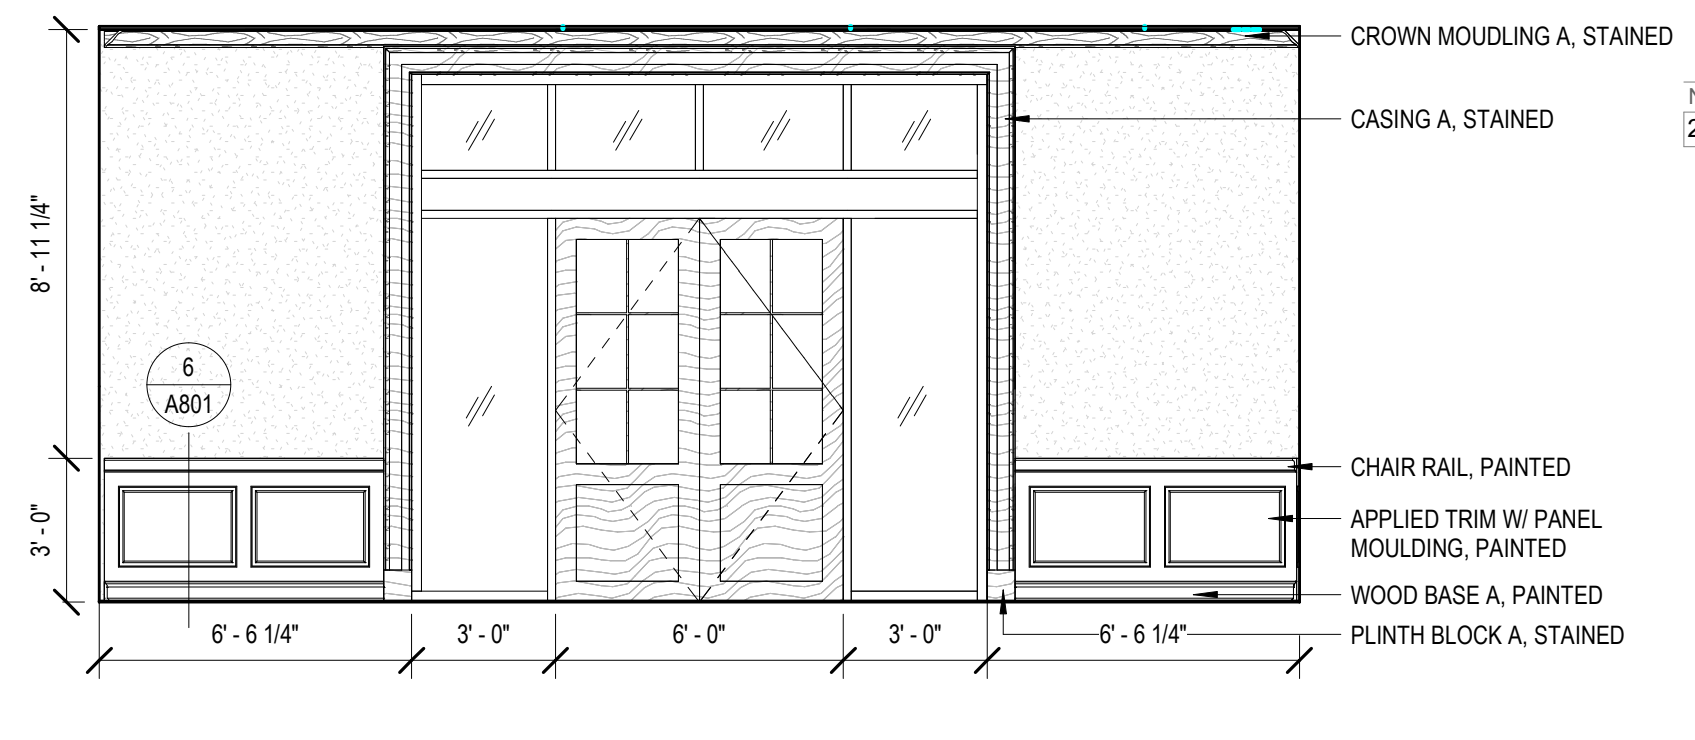 CROWN MOUDLING A, STAINED
N
2
CASING A, STAINED
8' - 11 1/4"
6
A801
CHAIR RAIL, PAINTED
3' - 0"
APPLIED TRIM W/ PANEL
MOULDING, PAINTED
WOOD BASE A, PAINTED
6' - 6 1/4"
3' - 0"
6' - 0"
3' - 0"
6' - 6 1/4"
PLINTH BLOCK A, STAINED